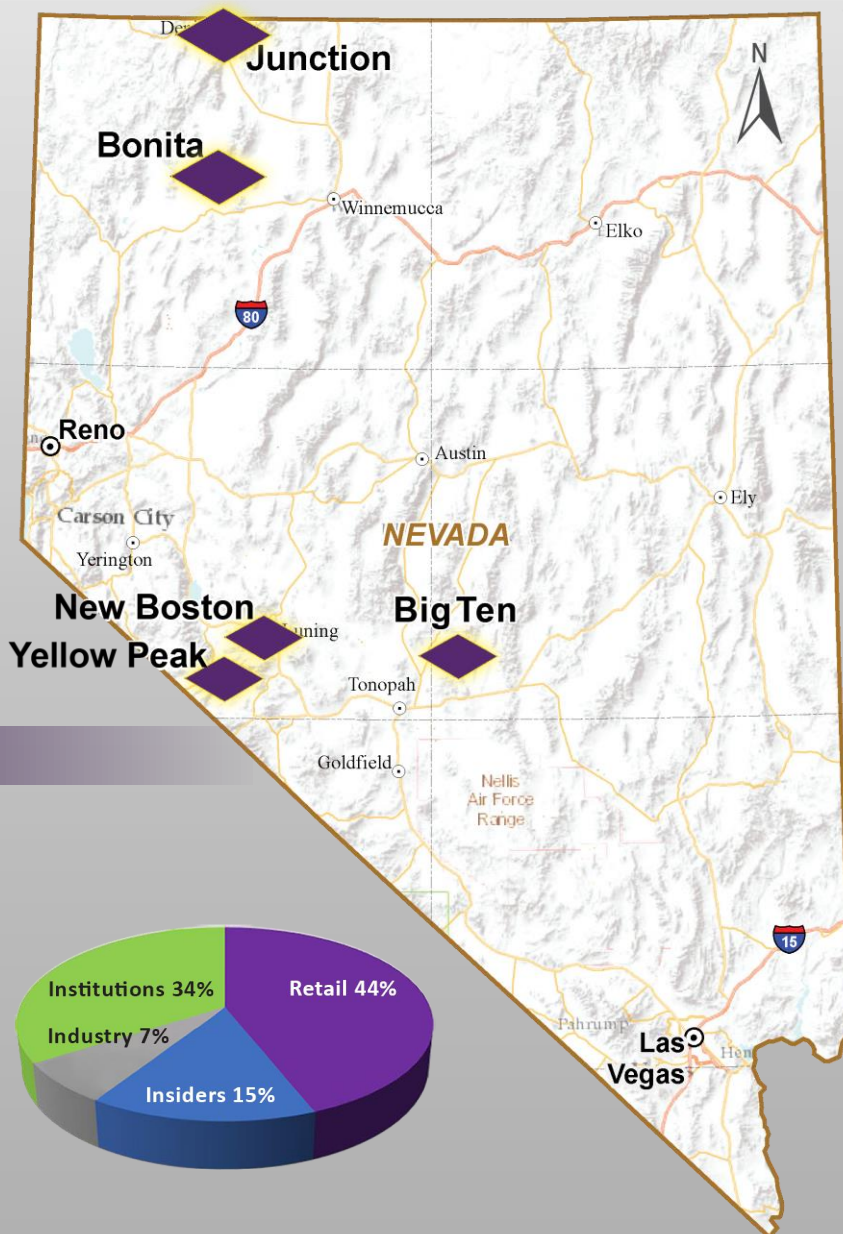 Junction
N
Bonita
Winnemucca
Elko
80
Reno
Austin
Ely
Carson City
NEVADA
Yerington
New Boston
Big Ten
Yellow Peak
Tonopah
Goldfield
Nellis
Air Force
Range
15
Institutions 34%
Retail 44%
Industry 7%
Insiders 15%
Pahrump
Las
Vegas